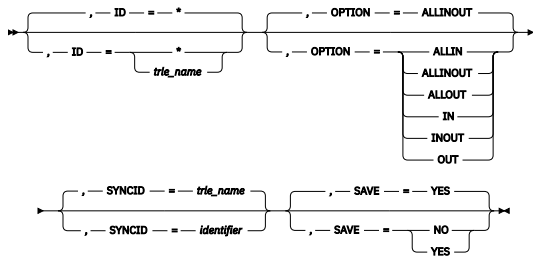 , ID = *
, OPTION = ALLINOUT
, ID = *
trie_name
, OPTION = ALLIN
ALLINOUT
ALLOUT
IN
INOUT
OUT
, SYNCID = trle_name
, SAVE = YES
, SYNCID = identifier
, SAVE = NO
YES